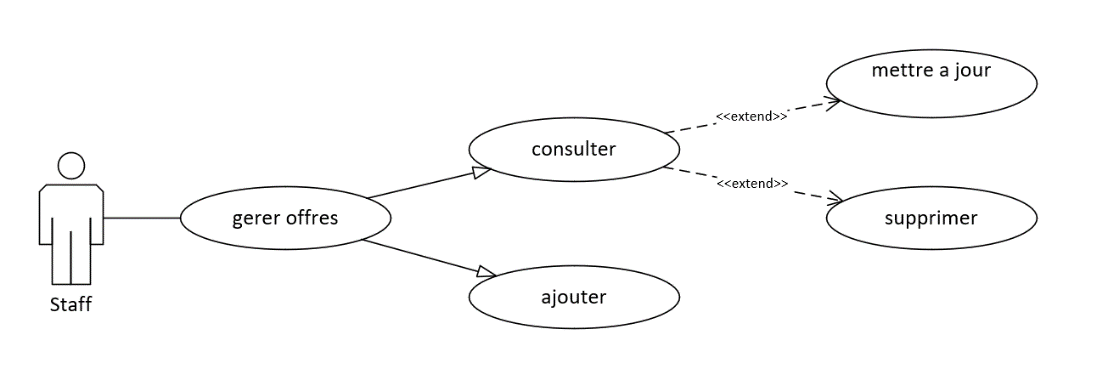 mettre a jour
<<extend>>
consulter
<<extend>>
gerer offres
supprimer
ajouter
Staff